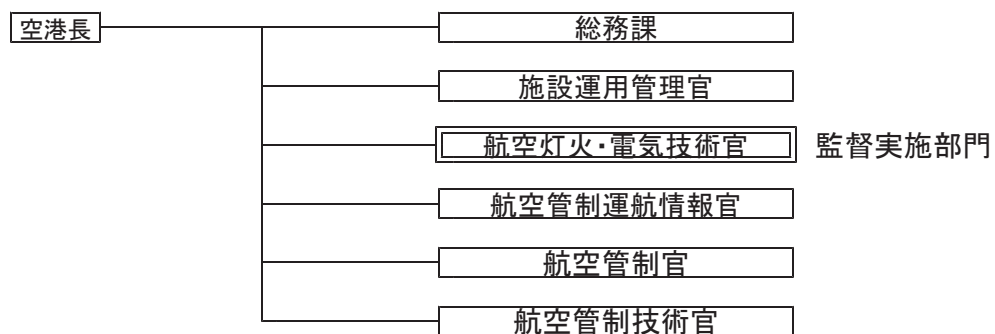 空港長
総務課
施設運用管理官
航空灯火・電気技術官
監督実施部門
航空管制運航情報官
航空管制官
航空管制技術官